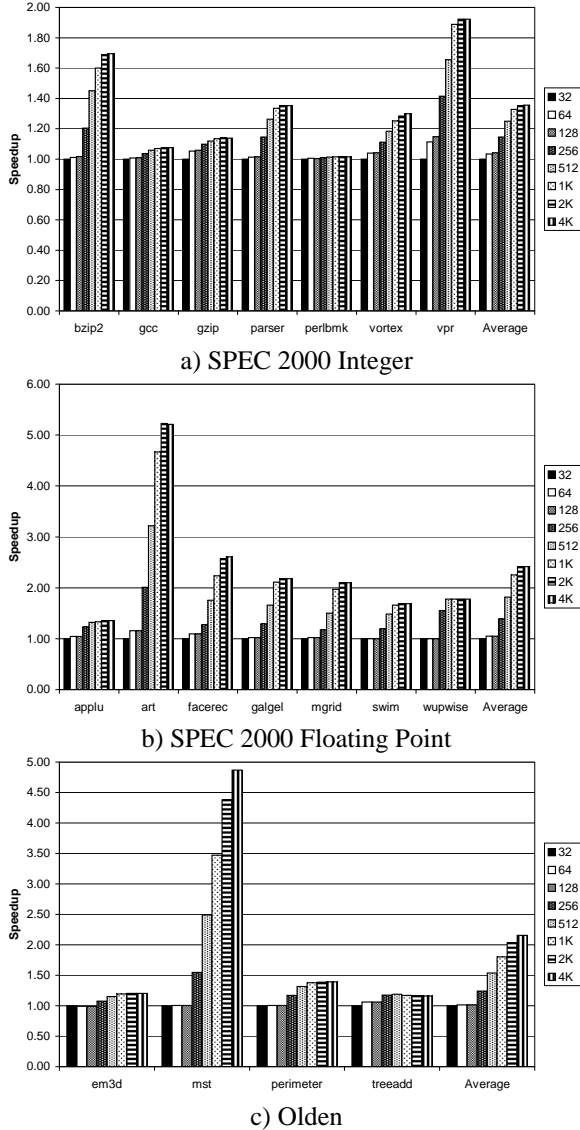 2.00
1.80
1.60
1.40
1.20
1.00
0.80
0.60
0.40
0.20
0.00
Speedup
bzip2 gcc gzip parser perlbmk vortex vpr Average
32
64
128
256
512
1K
2K
4K
a) SPEC 2000 Integer
6.00
5.00
4.00
3.00
2.00
1.00
0.00
Speedup
applu art facerec galgel mgrid swim wupwise Average
32
64
128
256
512
1K
2K
4K
b) SPEC 2000 Floating Point
5.00
4.50
4.00
3.50
3.00
2.50
2.00
1.50
1.00
0.50
0.00
Speedup
em3d mst perimeter treeadd Average
32
64
128
256
512
1K
2K
4K
c) Olden